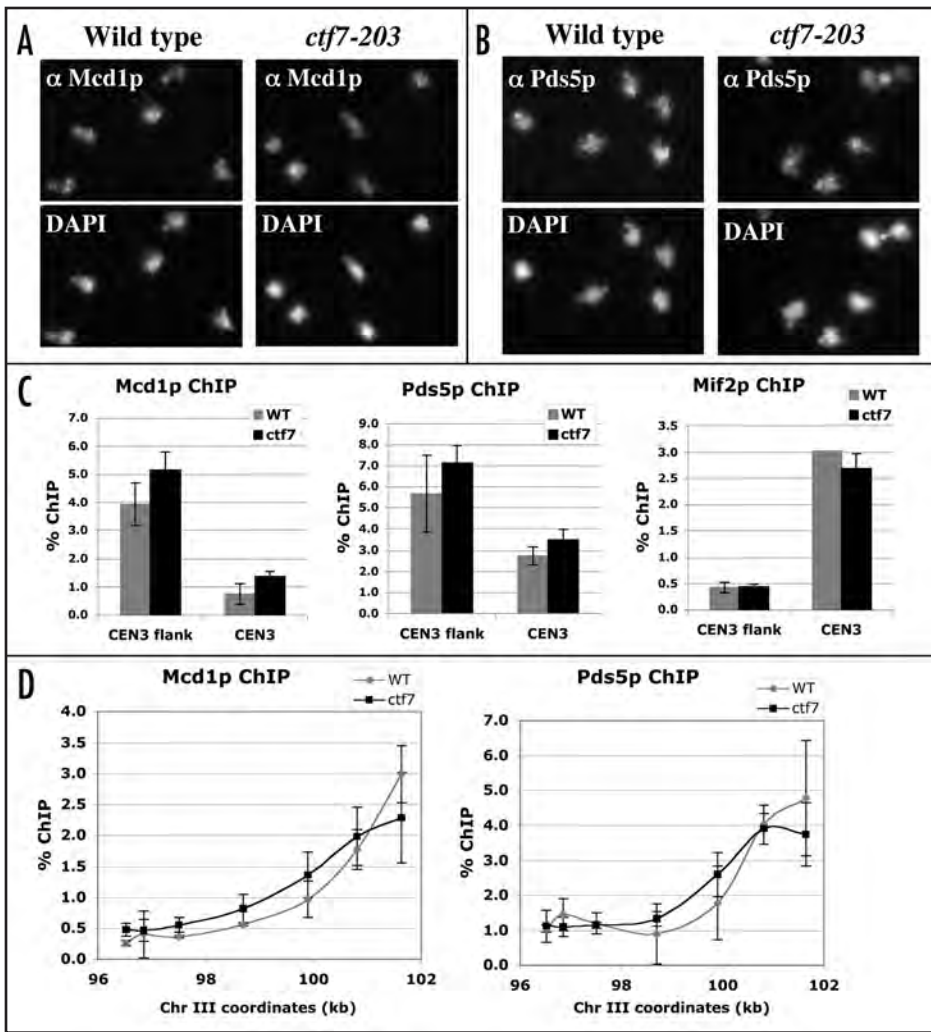 A
Wild type
ctf7-203
α Mcd1p
α Mcd1p
DAPI
DAPI
B
Wild type
ctf7-203
α Pds5p
α Pds5p
DAPI
DAPI
C
Mcd1p ChIP
WT
ctf7
7.0
6.0
5.0
4.0
3.0
2.0
1.0
0.0
% ChIP
CEN3 flank
CEN3
Pds5p ChIP
WT
ctf7
9.0
8.0
7.0
6.0
5.0
4.0
3.0
2.0
1.0
0.0
% ChIP
CEN3 flank
CEN3
Mif2p ChIP
WT
ctf7
3.5
3.0
2.5
2.0
1.5
1.0
0.5
0.0
% ChIP
CEN3 flank
CEN3
D
Mcd1p ChIP
WT
ctf7
4.0
3.5
3.0
2.5
2.0
1.5
1.0
0.5
0.0
% ChIP
96 98 100 102
Chr III coordinates (kb)
Pds5p ChIP
WT
ctf7
7.0
6.0
5.0
4.0
3.0
2.0
1.0
0.0
% ChIP
96 98 100 102
Chr III coordinates (kb)